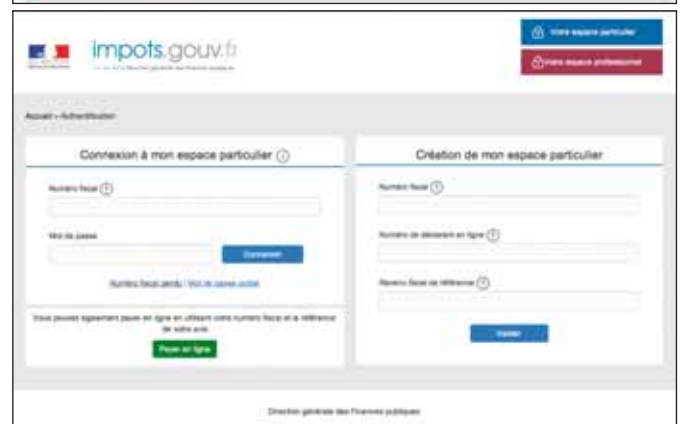 Votre espace particulier
impots.gouv.fr
Votre espace professionnel
Accueil > Authentification
Connexion à mon espace particulier
Numéro fiscal
Mot de passe
Connexion
Numéro fiscal perdu | Mot de passe oublié
Vous pouvez également payer en ligne en utilisant votre numéro fiscal et la référence
de votre avis
Payer en ligne
Création de mon espace particulier
Numéro fiscal
Numéro de déclarant en ligne
Revenu fiscal de référence
Valider
Direction générale des Finances publiques